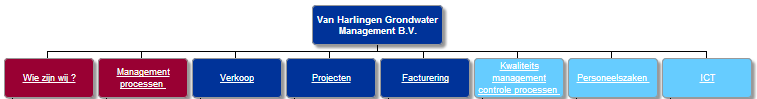 Van Harlingen Grondwater
Management B.V.
Wie zijn wij ?
Management
processen
Verkoop
Projecten
Facturering
Kwaliteits
management
controle processen
Personeelszaken
ICT